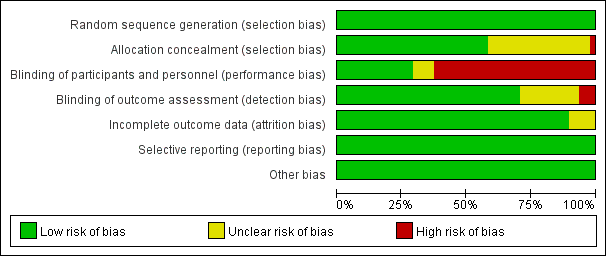 Random sequence generation (selection bias)
Allocation concealment (selection bias)
Blinding of participants and personnel (performance bias)
Blinding of outcome assessment (detection bias)
Incomplete outcome data (attrition bias)
Selective reporting (reporting bias)
Other bias
0% 25% 50% 75% 100%
Low risk of bias Unclear risk of bias High risk of bias